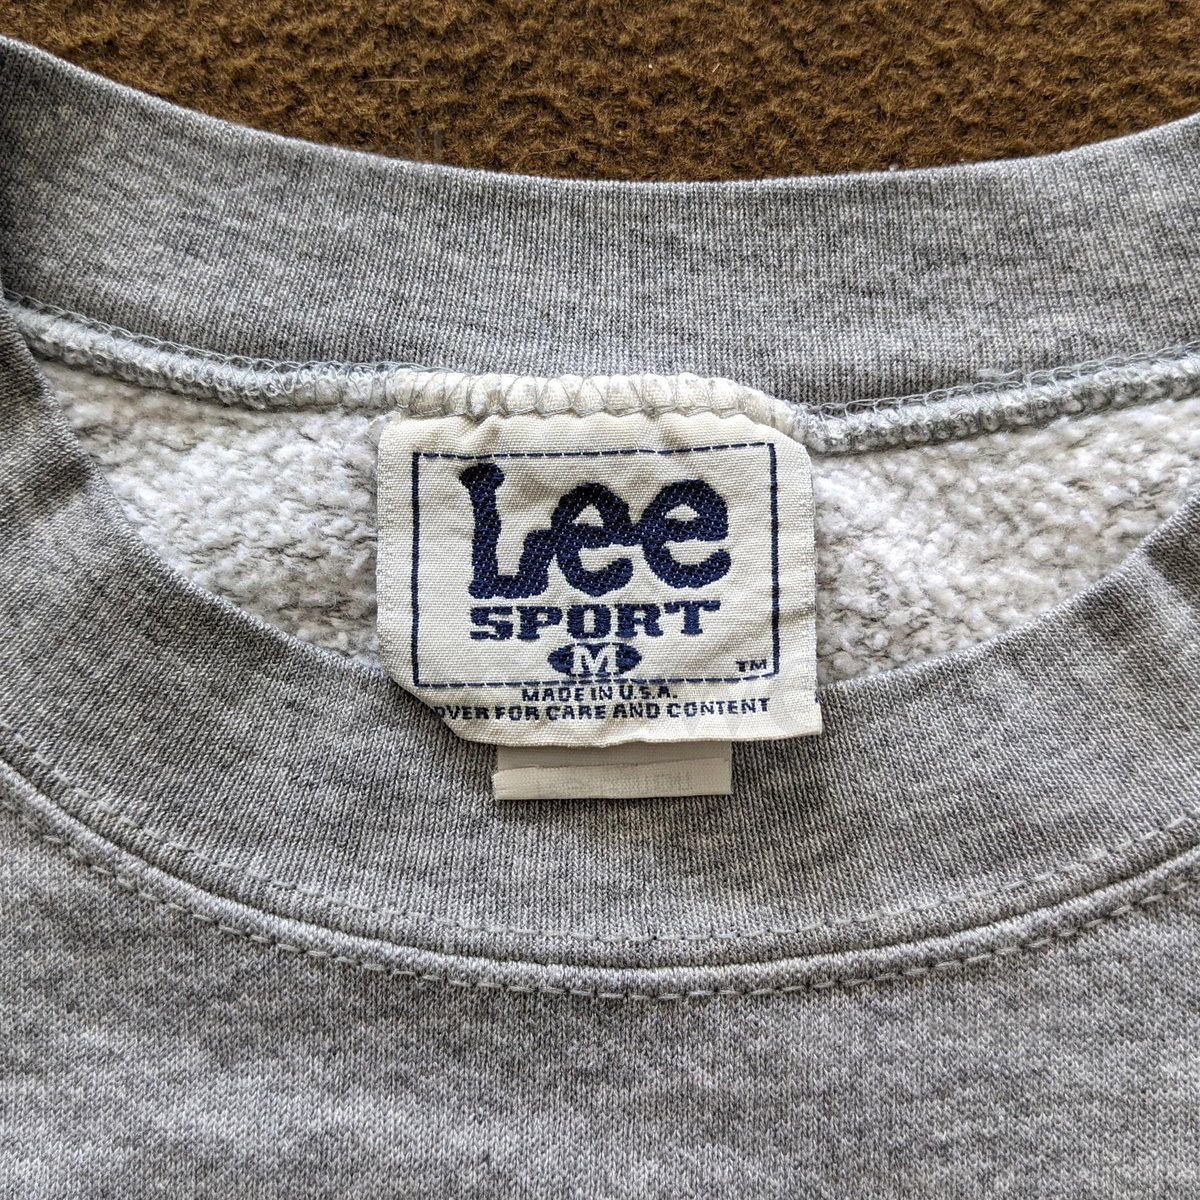 Lee
SPORT
M
TM
MADE IN U.S.A.
OVER FOR CARE AND CONTENT